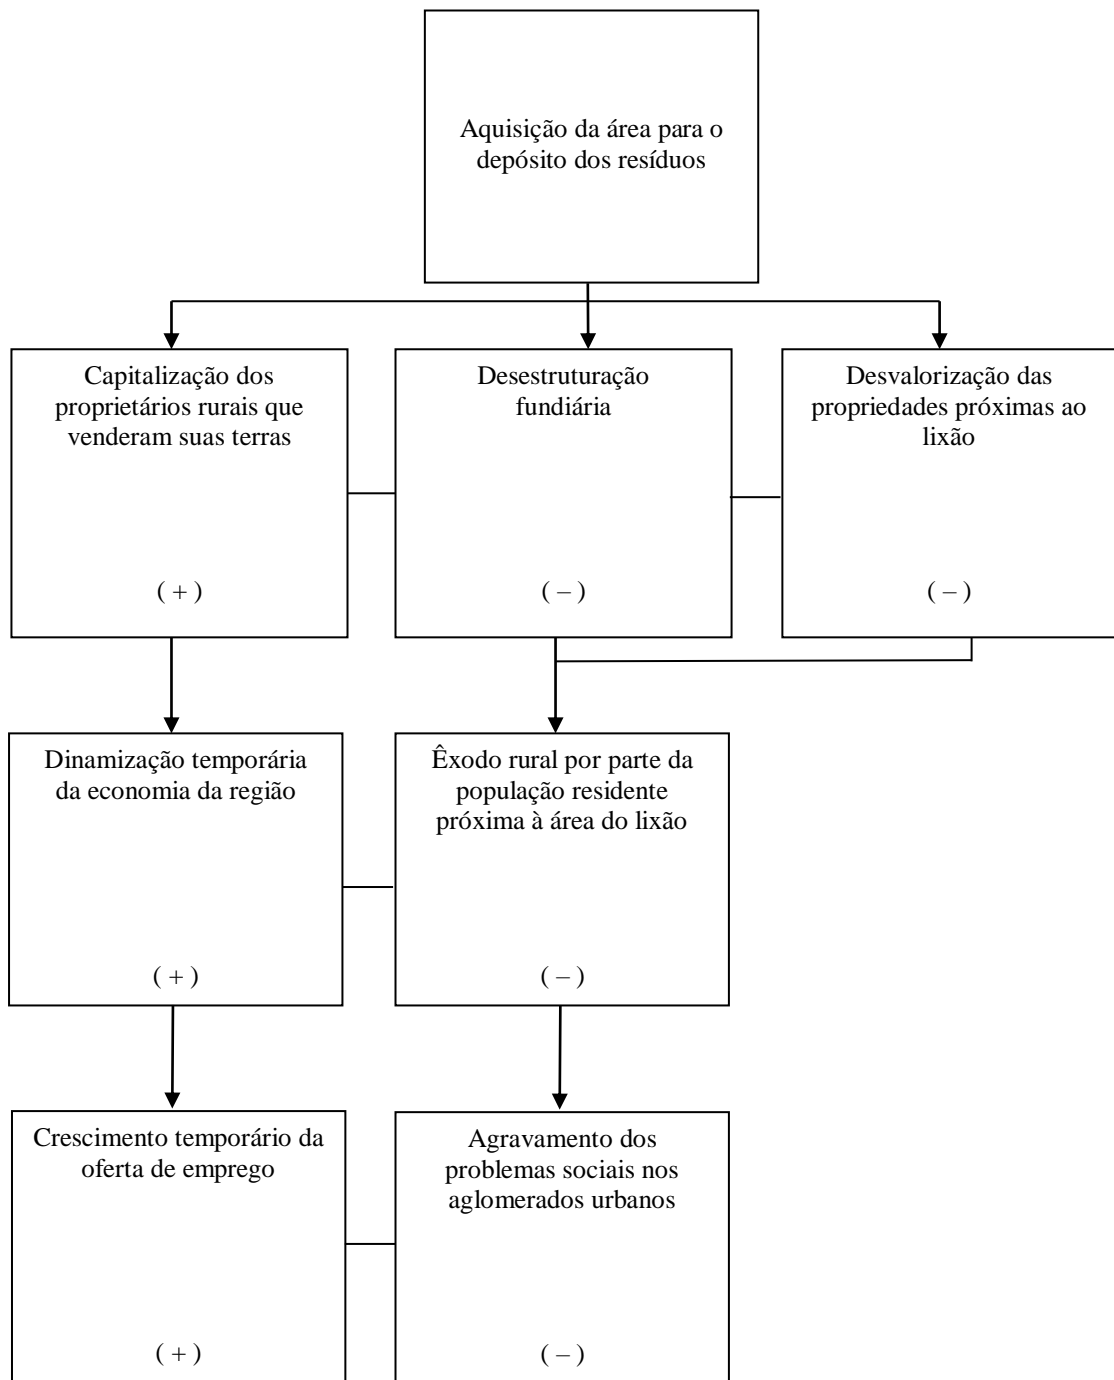 Aquisição da área para o
depósito dos resíduos
Capitalização dos
proprietários rurais que
venderam suas terras
( + )
Desestruturação
fundiária
( – )
Desvalorização das
propriedades próximas ao
lixão
( – )
Dinamização temporária
da economia da região
( + )
Êxodo rural por parte da
população residente
próxima à área do lixão
( – )
Crescimento temporário da
oferta de emprego
( + )
Agravamento dos
problemas sociais nos
aglomerados urbanos
( – )